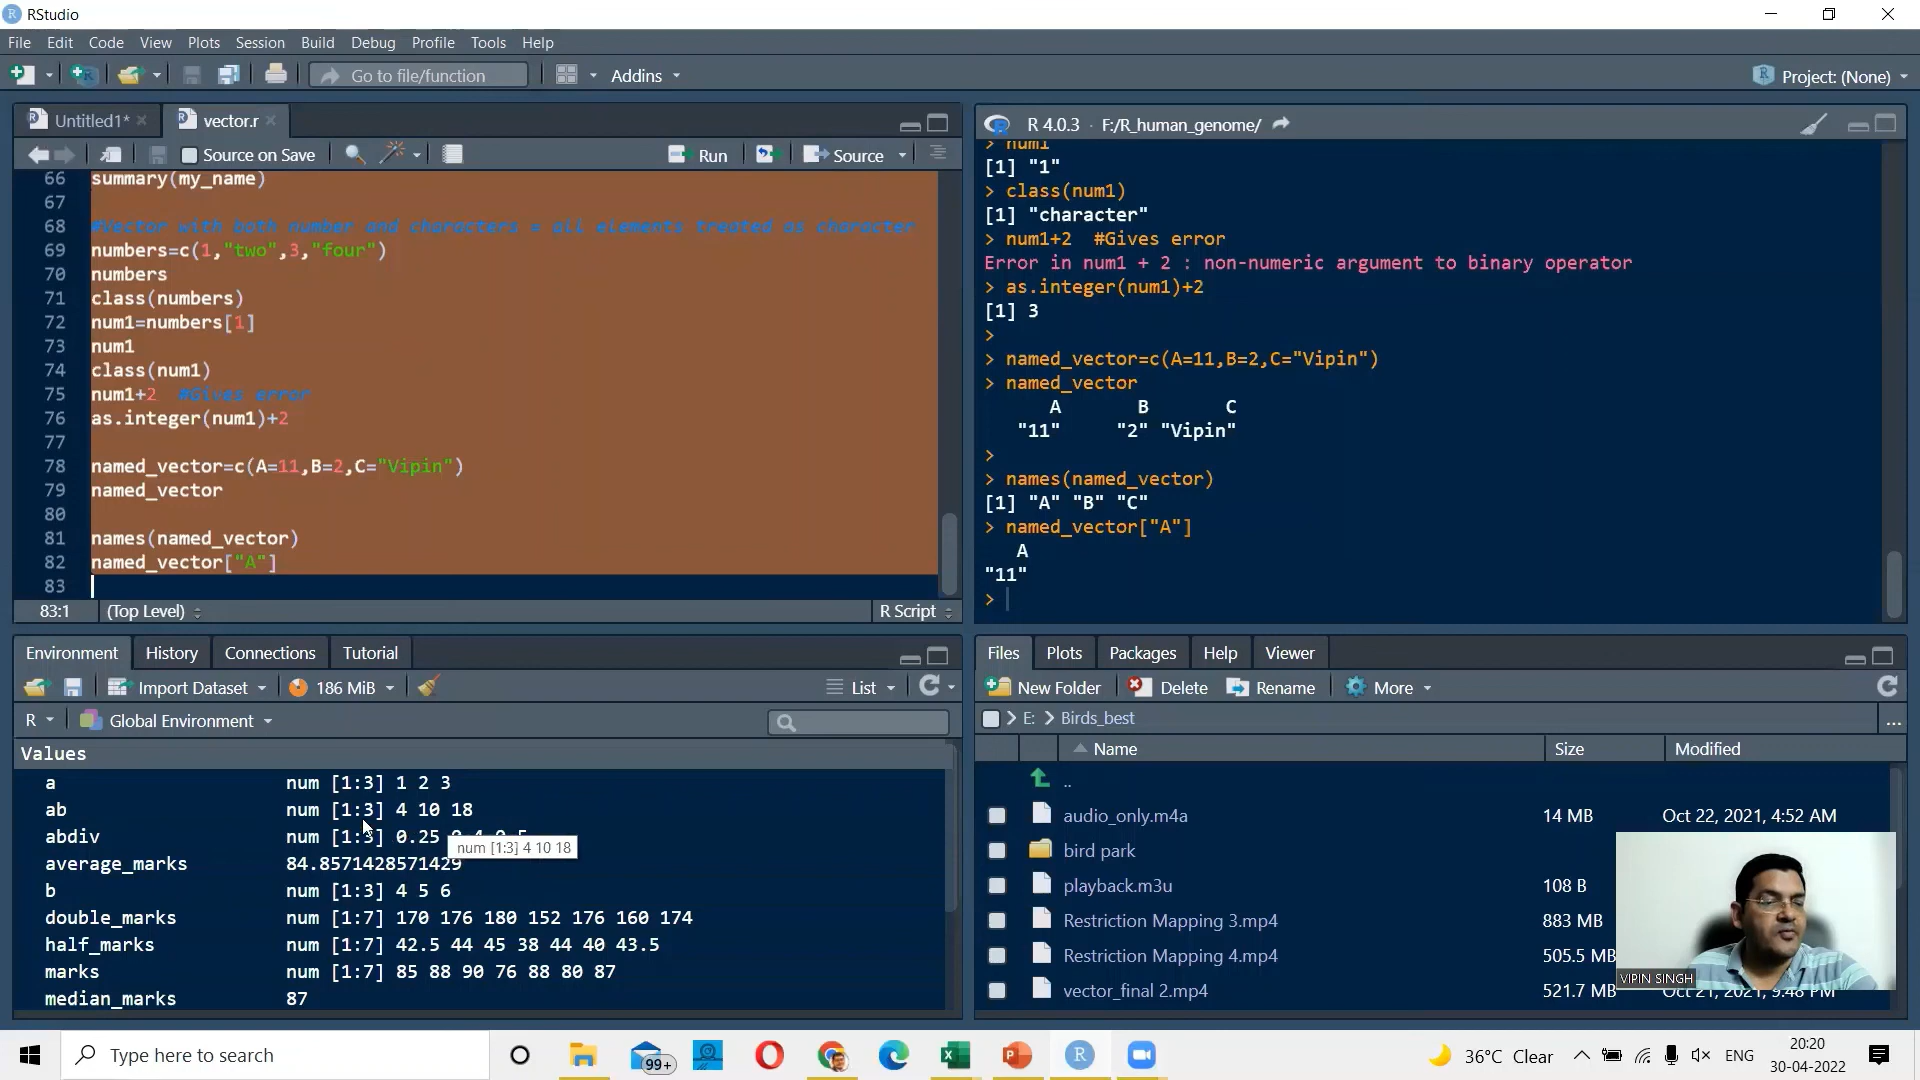 RStudio
File Edit Code View Plots Session Build Debug Profile Tools Help
Go to file/function Addins Project: (None)
Untitled1* vector.r
Source on Save Run Source
66 summary(my_name)
67
68 #Vector with both number and characters = all elements treated as character
69 numbers=c(1,"two",3,"four")
70 numbers
71 class(numbers)
72 num1=numbers[1]
73 num1
74 class(num1)
75 num1+2  #Gives error
76 as.integer(num1)+2
77
78 named_vector=c(A=11,B=2,C="Vipin")
79 named_vector
80
81 names(named_vector)
82 named_vector["A"]
83
83:1 (Top Level) R Script
R 4.0.3 · F:/R_human_genome/
> num1
[1] "1"
> class(num1)
[1] "character"
> num1+2  #Gives error
Error in num1 + 2 : non-numeric argument to binary operator
> as.integer(num1)+2
[1] 3
>
> named_vector=c(A=11,B=2,C="Vipin")
> named_vector
A B C
"11" "2" "Vipin"
>
> names(named_vector)
[1] "A" "B" "C"
> named_vector["A"]
A
"11"
>
Environment History Connections Tutorial
Import Dataset 186 MiB List
R Global Environment
Values
a num [1:3] 1 2 3
ab num [1:3] 4 10 18
abdiv num [1:3] 0.25
num [1:3] 4 10 18
average_marks 84.8571428571429
b num [1:3] 4 5 6
double_marks num [1:7] 170 176 180 152 176 160 174
half_marks num [1:7] 42.5 44 45 38 44 40 43.5
marks num [1:7] 85 88 90 76 88 80 87
median_marks 87
Files Plots Packages Help Viewer
New Folder Delete Rename More
E: Birds_best ...
Name Size Modified
..
audio_only.m4a 14 MB Oct 22, 2021, 4:52 AM
bird park
playback.m3u 108 B
Restriction Mapping 3.mp4 883 MB
Restriction Mapping 4.mp4 505.5 MB
vector_final 2.mp4 521.7 MB Oct 21, 2021, 9:48 PM
VIPIN SINGH
Type here to search 99+ 36°C Clear ENG 20:20
30-04-2022